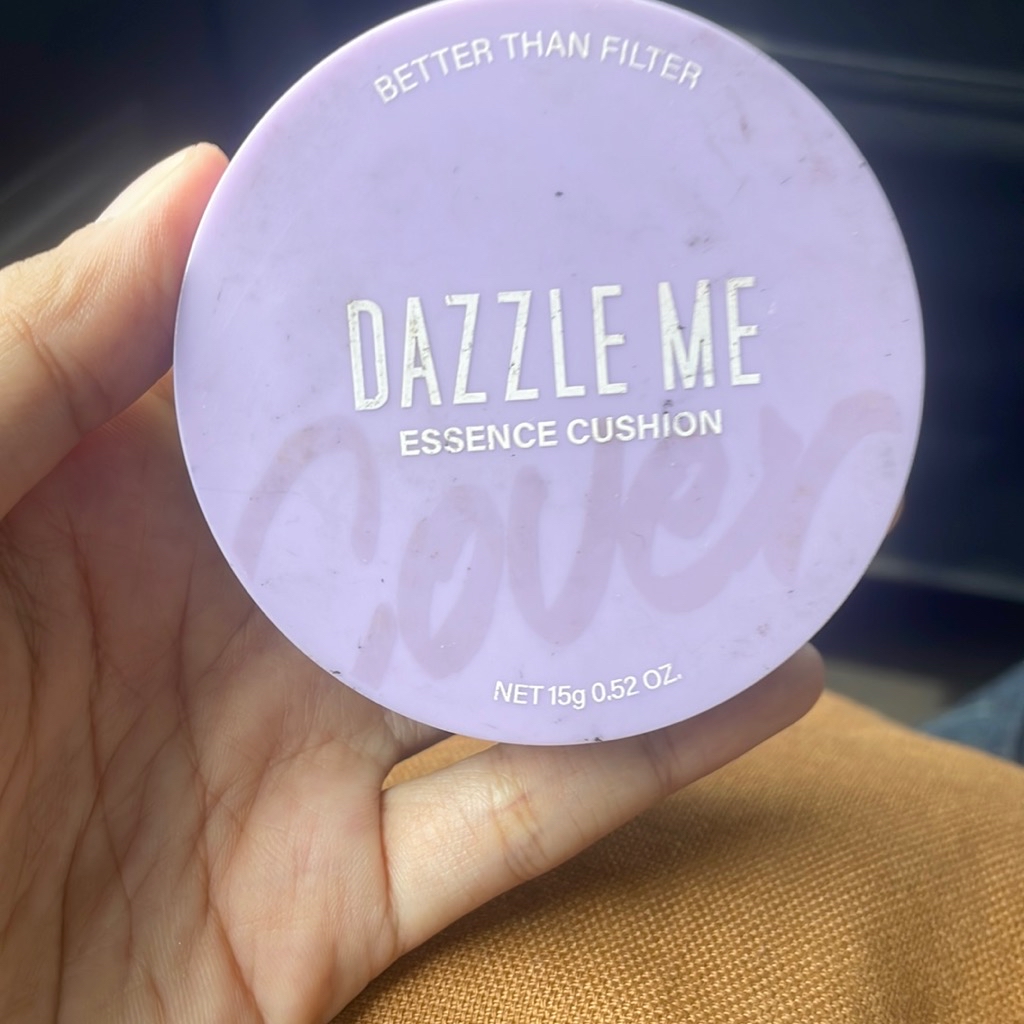 BETTER THAN FILTER
DAZZLE ME
ESSENCE CUSHION
Cover
NET 15g 0.52 OZ.